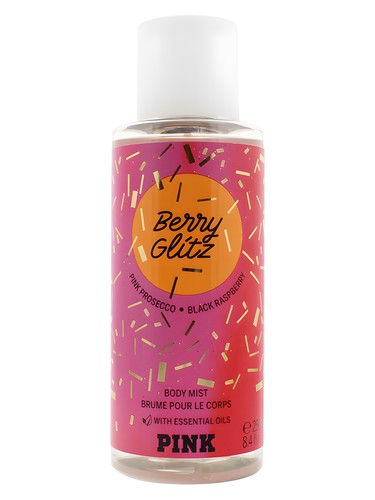 Berry
Glitz
PINK PROSECCO • BLACK RASPBERRY
BODY MIST
BRUME POUR LE CORPS
WITH ESSENTIAL OILS
PINK